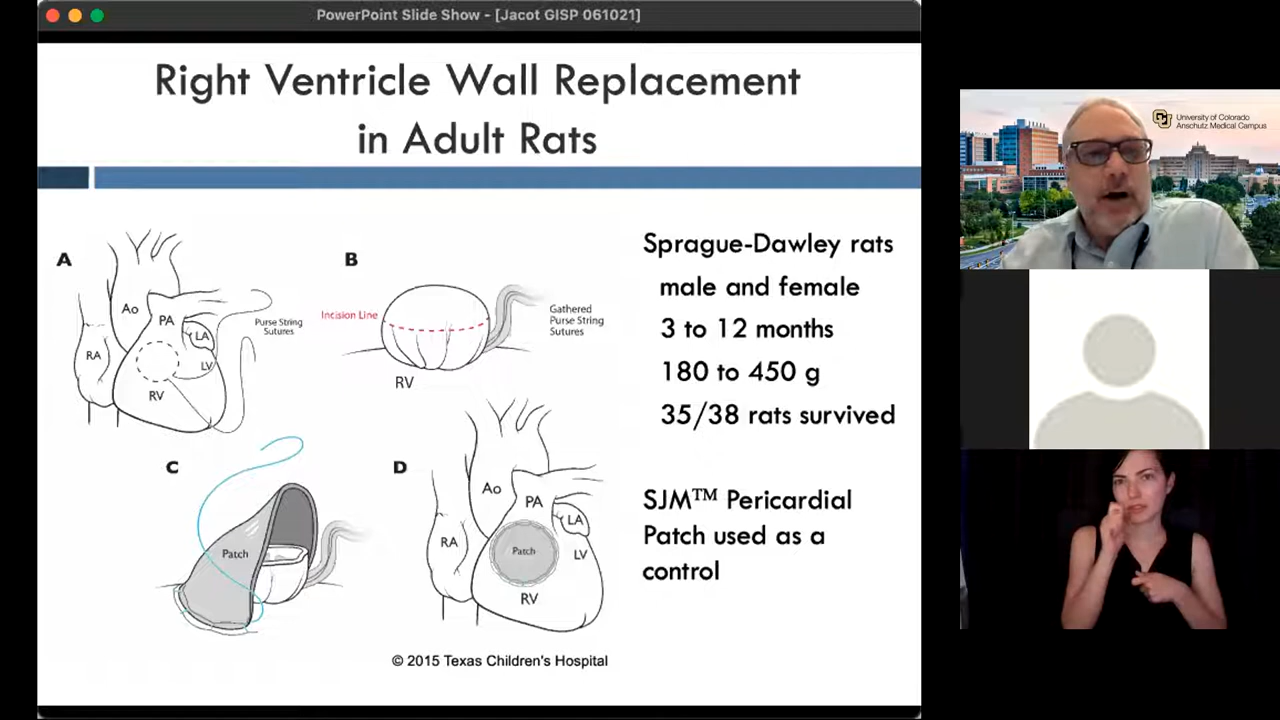 PowerPoint Slide Show - [Jacot GISP 061021]
Right Ventricle Wall Replacement
in Adult Rats
A
Ao
PA
LA
RA
LV
RV
Purse String
Sutures
B
Incision Line
Gathered
Purse String
Sutures
RV
C
Patch
D
Ao
PA
LA
RA
Patch
LV
RV
© 2015 Texas Children's Hospital
Sprague-Dawley rats
male and female
3 to 12 months
180 to 450 g
35/38 rats survived
SJM™ Pericardial
Patch used as a
control
CU
University of Colorado
Anschutz Medical Campus